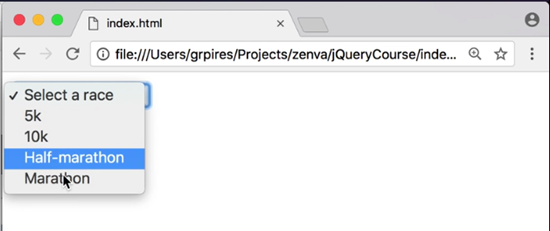 index.html
file:///Users/grpires/Projects/zenva/jQueryCourse/inde...
Select a race
5k
10k
Half-marathon
Marathon